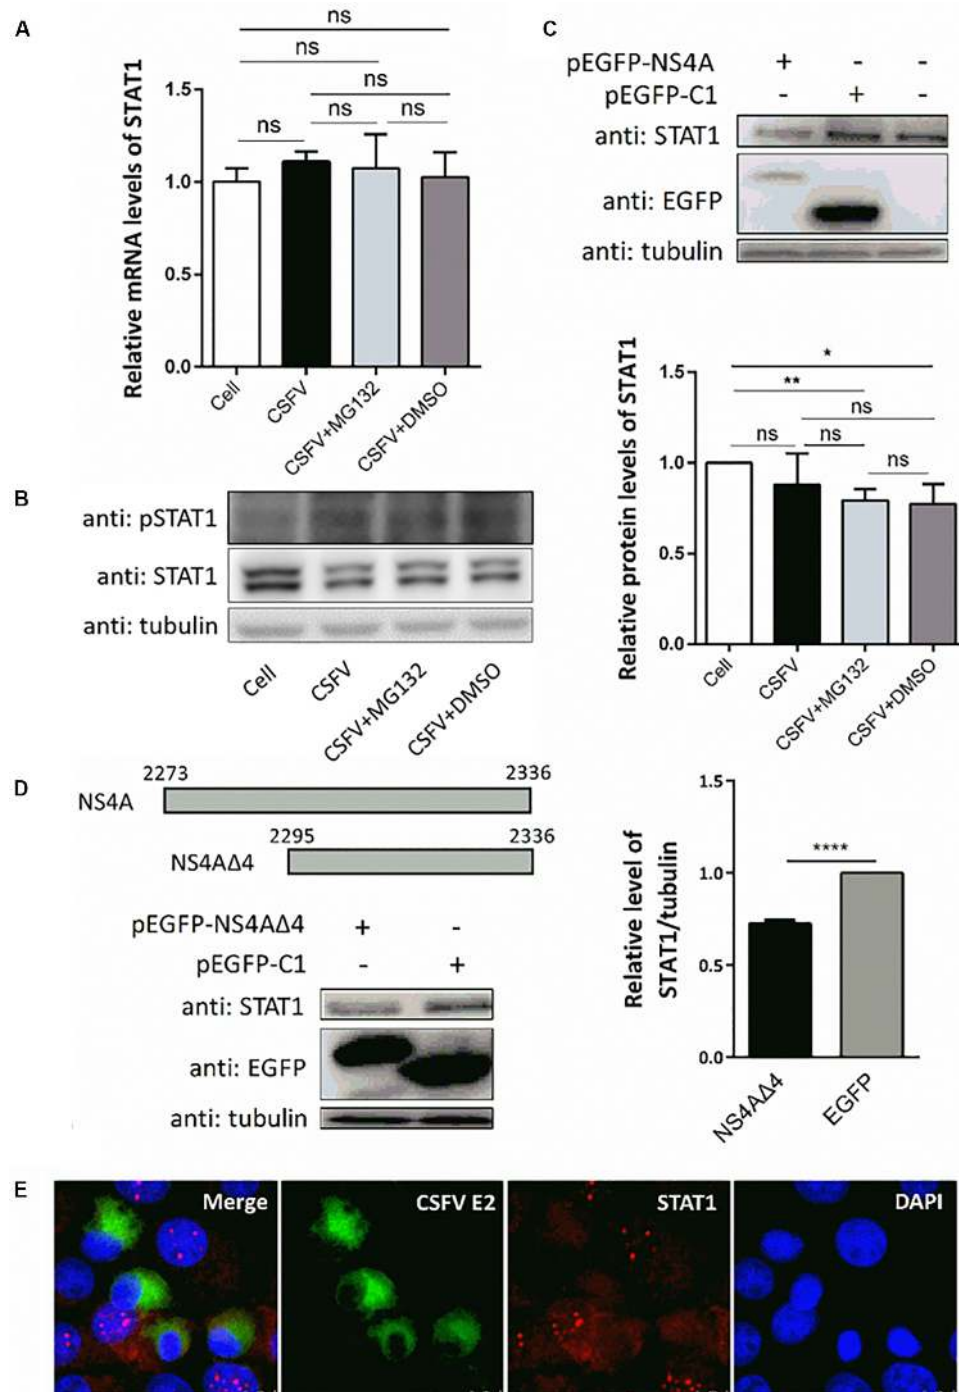 A
ns
ns
ns
ns
ns
ns
Relative mRNA levels of STAT1
1.5
1.0
0.5
0.0
Cell
CSFV
CSFV+MG132
CSFV+DMSO
B
anti: pSTAT1
anti: STAT1
anti: tubulin
Cell
CSFV
CSFV+MG132
CSFV+DMSO
C
pEGFP-NS4A + - -
pEGFP-C1 - + -
anti: STAT1
anti: EGFP
anti: tubulin
Relative protein levels of STAT1
1.5
1.0
0.5
0.0
*
**
ns
ns
ns
ns
Cell
CSFV
CSFV+MG132
CSFV+DMSO
D
2273 2336
NS4A
2295 2336
NS4AΔ4
pEGFP-NS4AΔ4 + -
pEGFP-C1 - +
anti: STAT1
anti: EGFP
anti: tubulin
Relative level of
STAT1/tubulin
1.5
1.0
0.5
0.0
****
NS4AΔ4
EGFP
E
Merge
CSFV E2
STAT1
DAPI